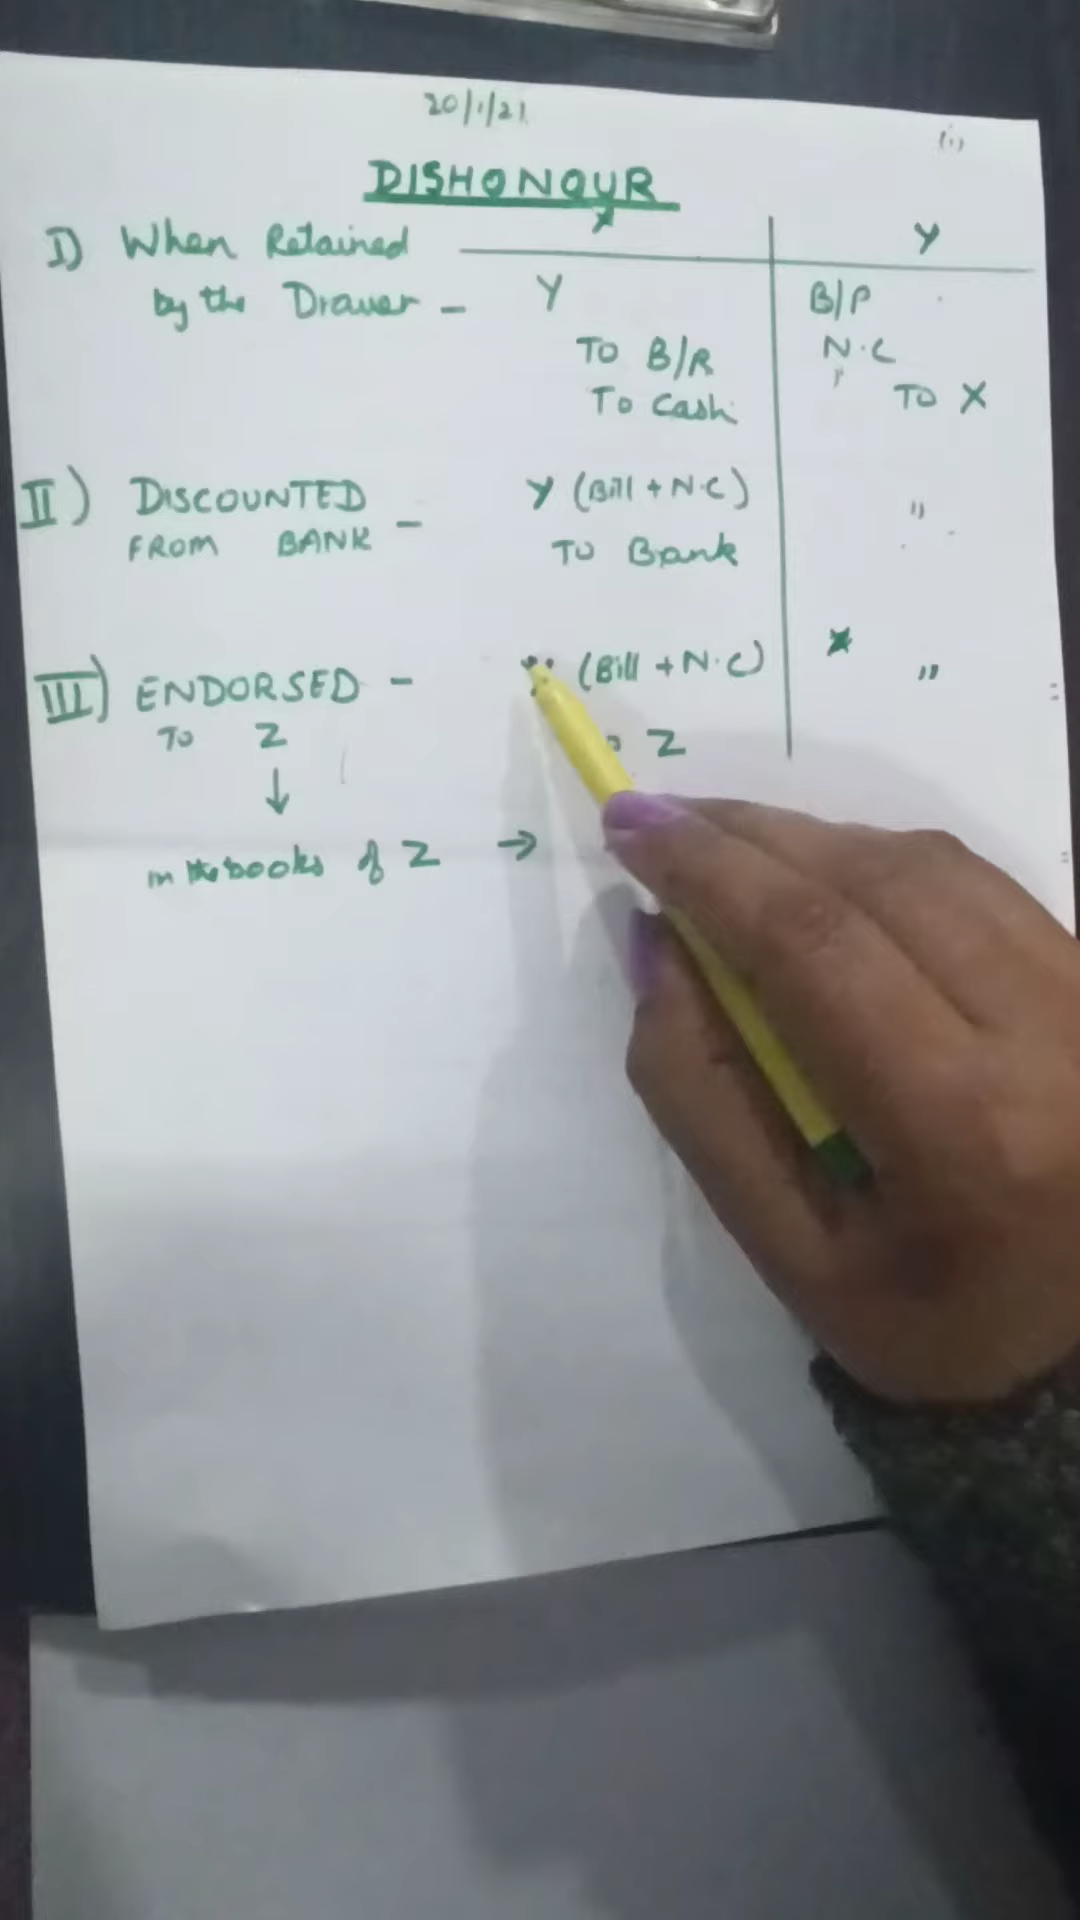 20/1/21
(1)
DISHONOUR
X
Y
I) When Retained
by the Drawer -
Y
To B/R
To Cash
B/P
N.C
To X
II) DISCOUNTED
FROM BANK -
Y (Bill + N.C)
To Bank
"
III) ENDORSED -
To Z
↓
(Bill + N.C)
Z
"
in the books of Z →